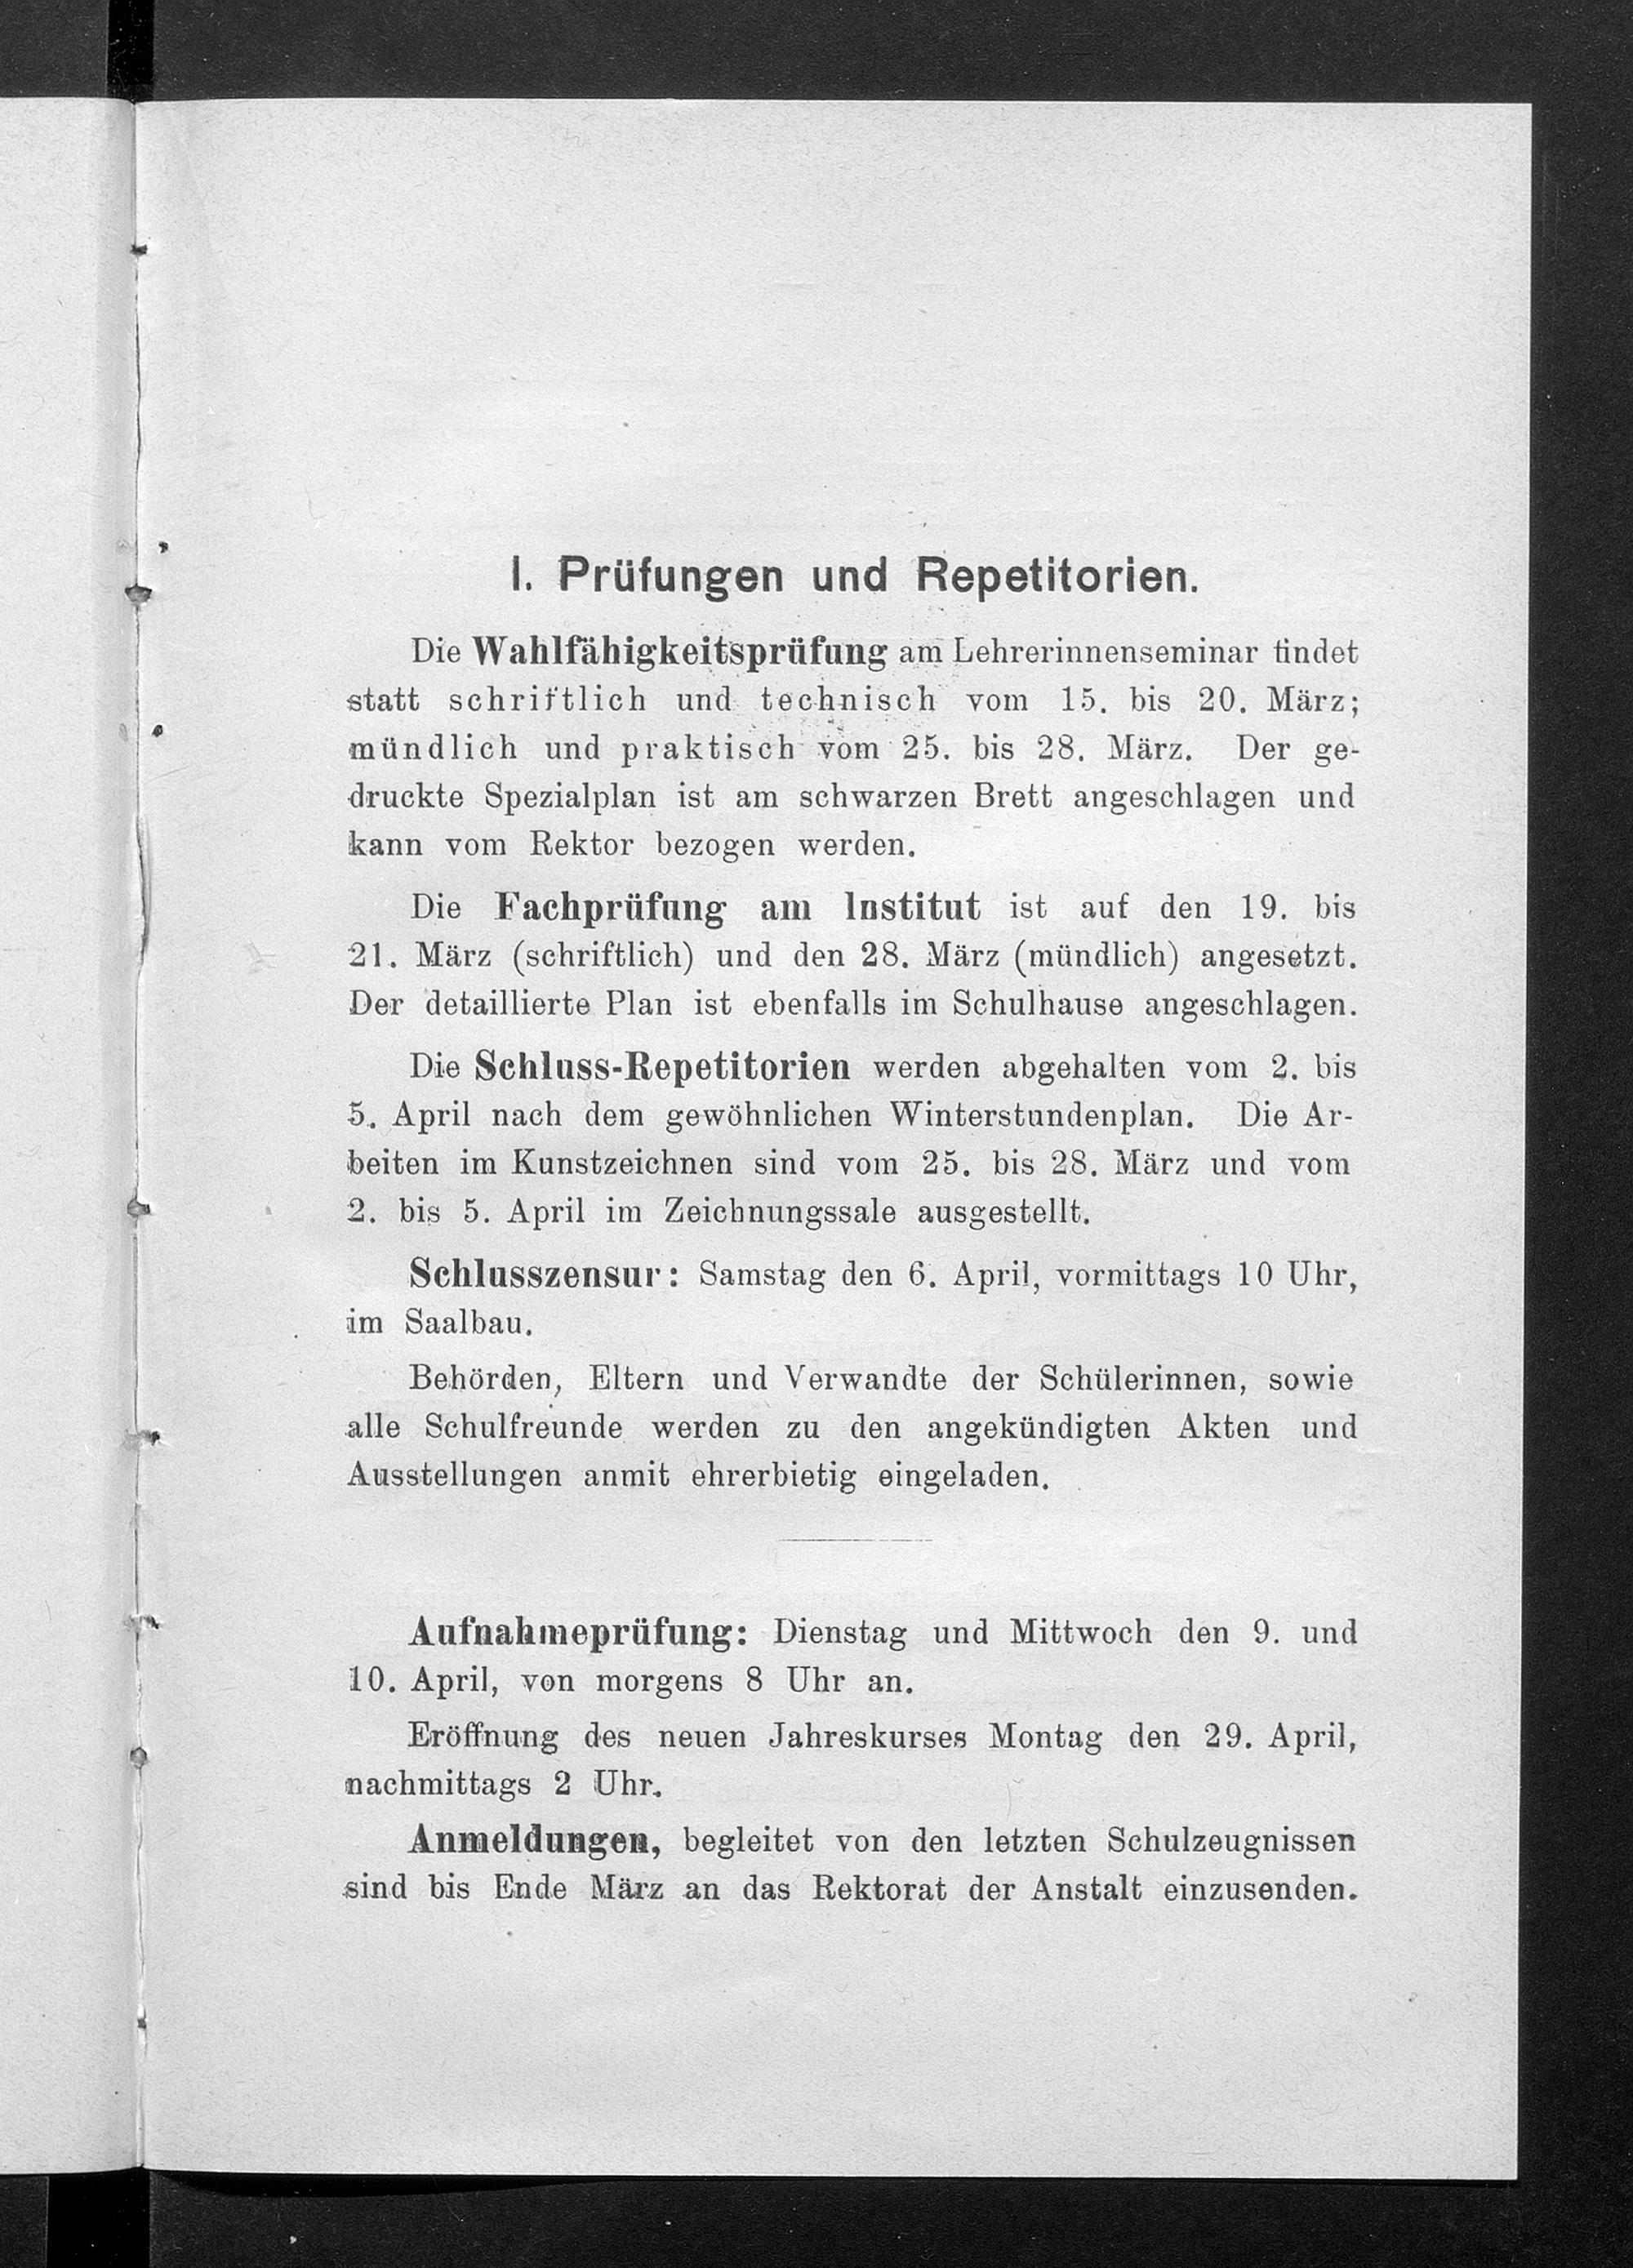 I. Prüfungen und Repetitorien.
Die Wahlfähigkeitsprüfung am Lehrerinnenseminar findet
statt schriftlich und technisch vom 15. bis 20. März;
mündlich und praktisch vom 25. bis 28. März. Der ge-
druckte Spezialplan ist am schwarzen Brett angeschlagen und
kann vom Rektor bezogen werden.
Die Fachprüfung am Institut ist auf den 19. bis
21. März (schriftlich) und den 28. März (mündlich) angesetzt.
Der detaillierte Plan ist ebenfalls im Schulhause angeschlagen.
Die Schluss-Repetitorien werden abgehalten vom 2. bis
5. April nach dem gewöhnlichen Winterstundenplan. Die Ar-
beiten im Kunstzeichnen sind vom 25. bis 28. März und vom
2. bis 5. April im Zeichnungssale ausgestellt.
Schlusszensur: Samstag den 6. April, vormittags 10 Uhr,
im Saalbau.
Behörden, Eltern und Verwandte der Schülerinnen, sowie
alle Schulfreunde werden zu den angekündigten Akten und
Ausstellungen anmit ehrerbietig eingeladen.
Aufnahmeprüfung: Dienstag und Mittwoch den 9. und
10. April, von morgens 8 Uhr an.
Eröffnung des neuen Jahreskurses Montag den 29. April,
nachmittags 2 Uhr.
Anmeldungen, begleitet von den letzten Schulzeugnissen
sind bis Ende März an das Rektorat der Anstalt einzusenden.